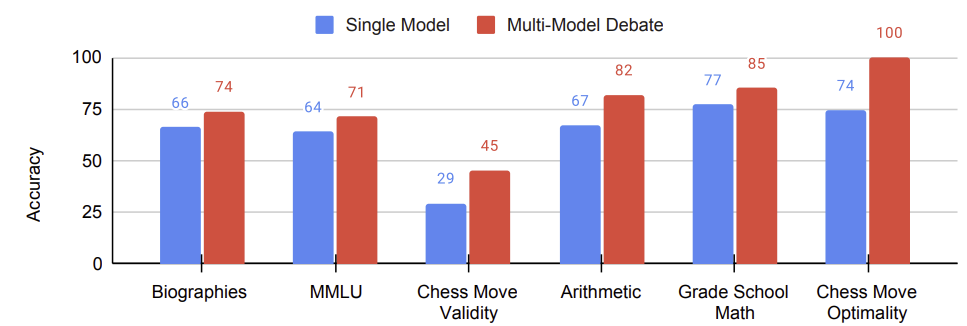 Single Model Multi-Model Debate
100
75
50
25
0
Accuracy
66 74 64 71 29 45 67 82 77 85 74 100
Biographies MMLU Chess Move Validity Arithmetic Grade School Math Chess Move Optimality